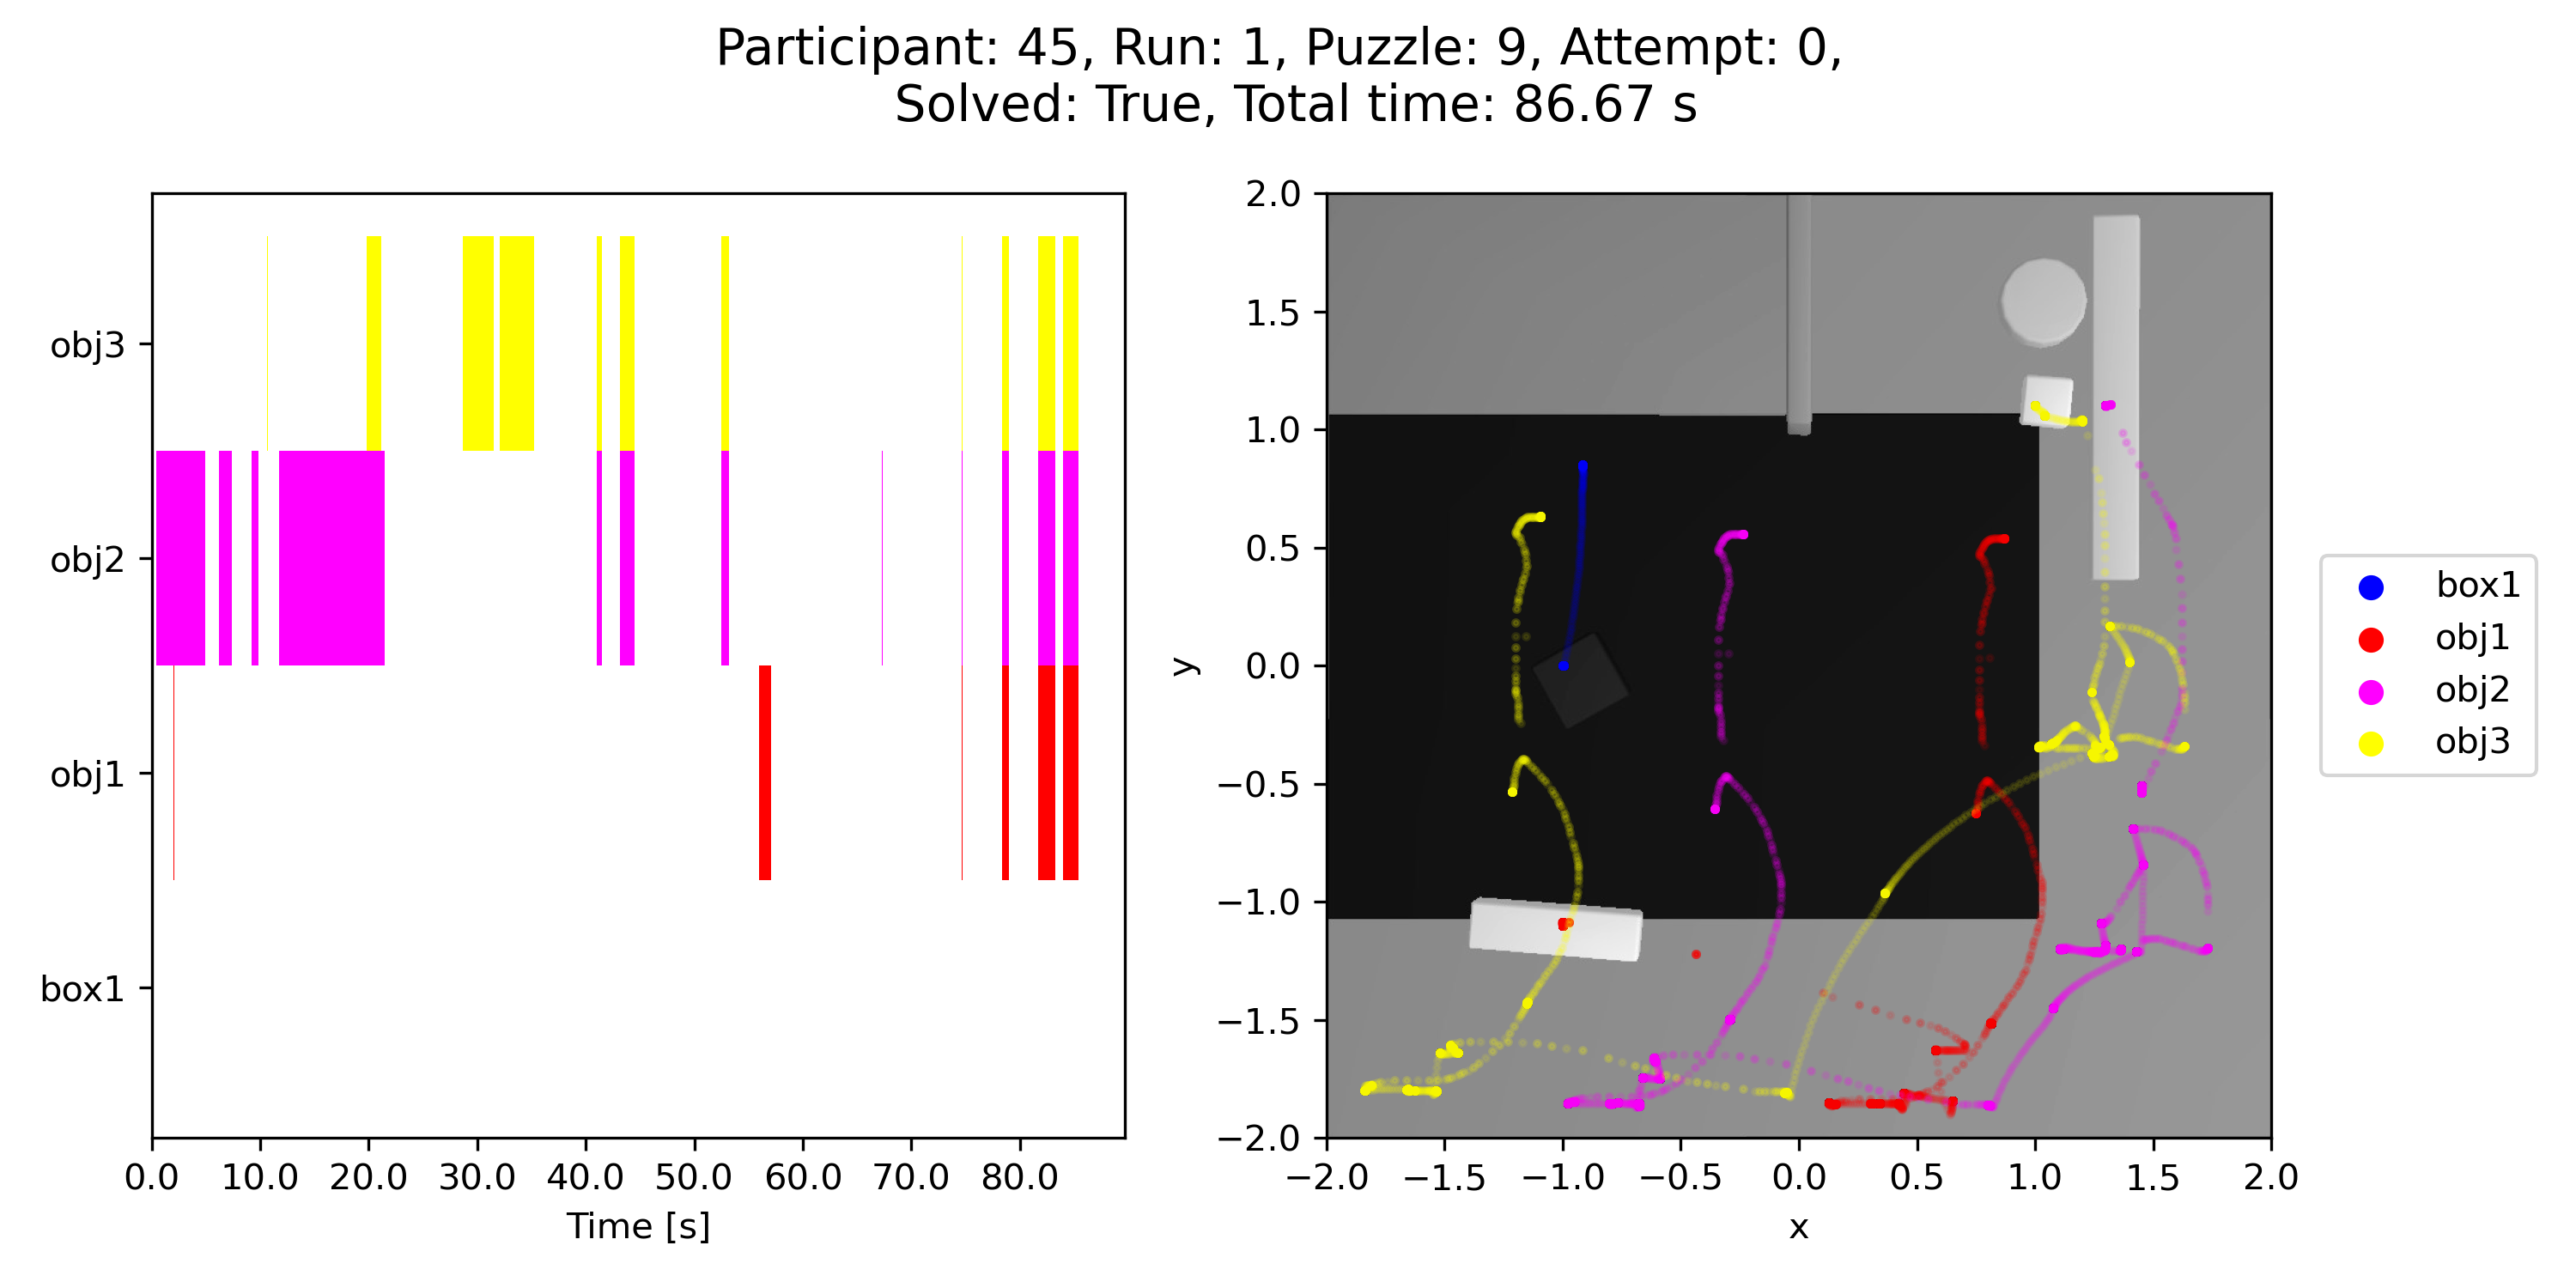 Participant: 45, Run: 1, Puzzle: 9, Attempt: 0,
Solved: True, Total time: 86.67 s
obj3
obj2
obj1
box1
0.0 10.0 20.0 30.0 40.0 50.0 60.0 70.0 80.0
Time [s]
2.0
1.5
1.0
0.5
0.0
−0.5
−1.0
−1.5
−2.0
y
−2.0 −1.5 −1.0 −0.5 0.0 0.5 1.0 1.5 2.0
x
box1
obj1
obj2
obj3